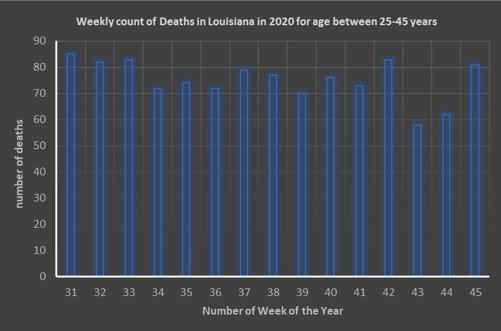 Weekly count of Deaths in Louisiana in 2020 for age between 25-45 years
90
80
70
60
50
40
30
20
10
0
number of deaths
31 32 33 34 35 36 37 38 39 40 41 42 43 44 45
Number of Week of the Year